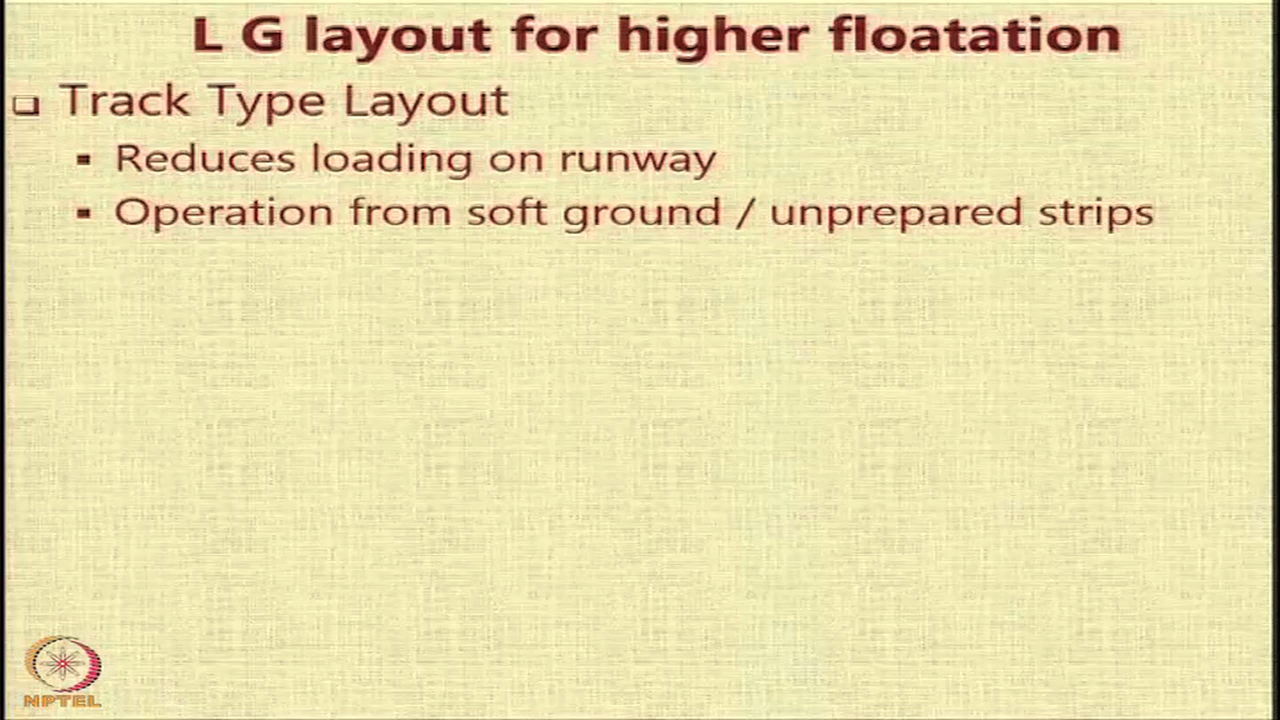 L G layout for higher floatation
Track Type Layout
Reduces loading on runway
Operation from soft ground / unprepared strips
NPTEL